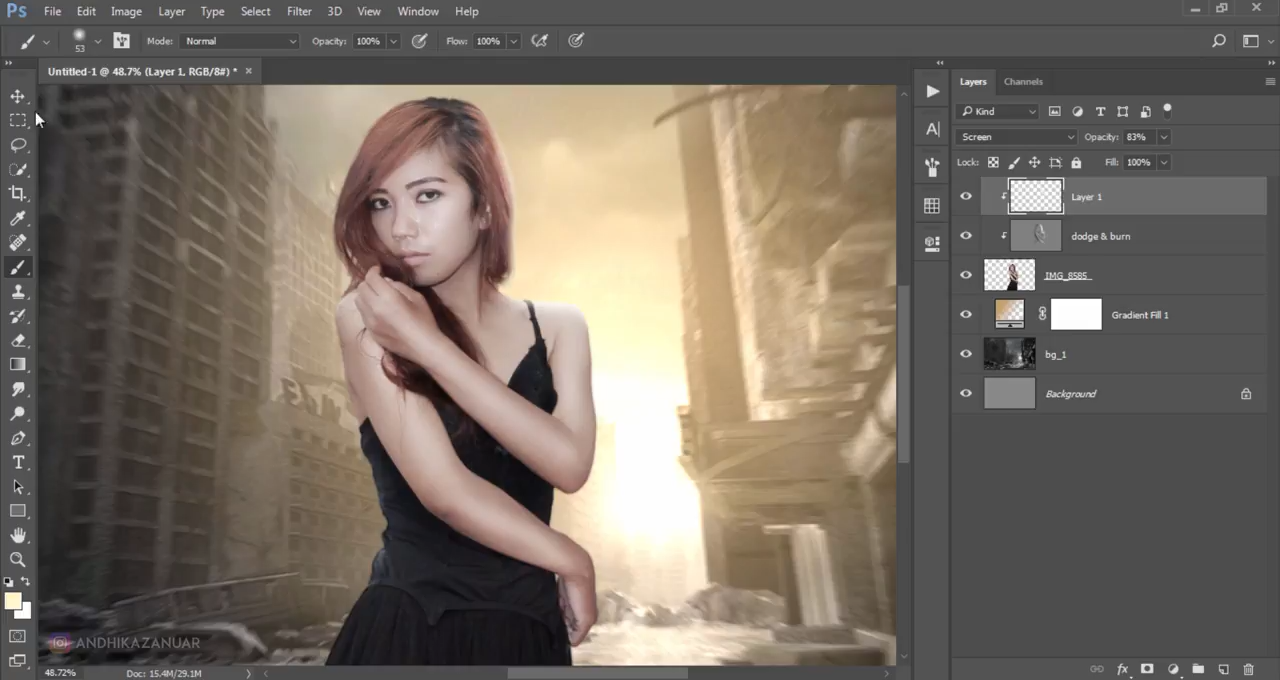 Ps File Edit Image Layer Type Select Filter 3D View Window Help
53 Mode: Normal Opacity: 100% Flow: 100%
Untitled-1 @ 48.7% (Layer 1, RGB/8#) * ×
Layers Channels
Kind
Screen Opacity: 83%
Lock: Fill: 100%
Layer 1
dodge & burn
IMG_8585
Gradient Fill 1
bg_1
Background
ANDHIKAZANUAR
48.72% Doc: 15.4M/29.1M